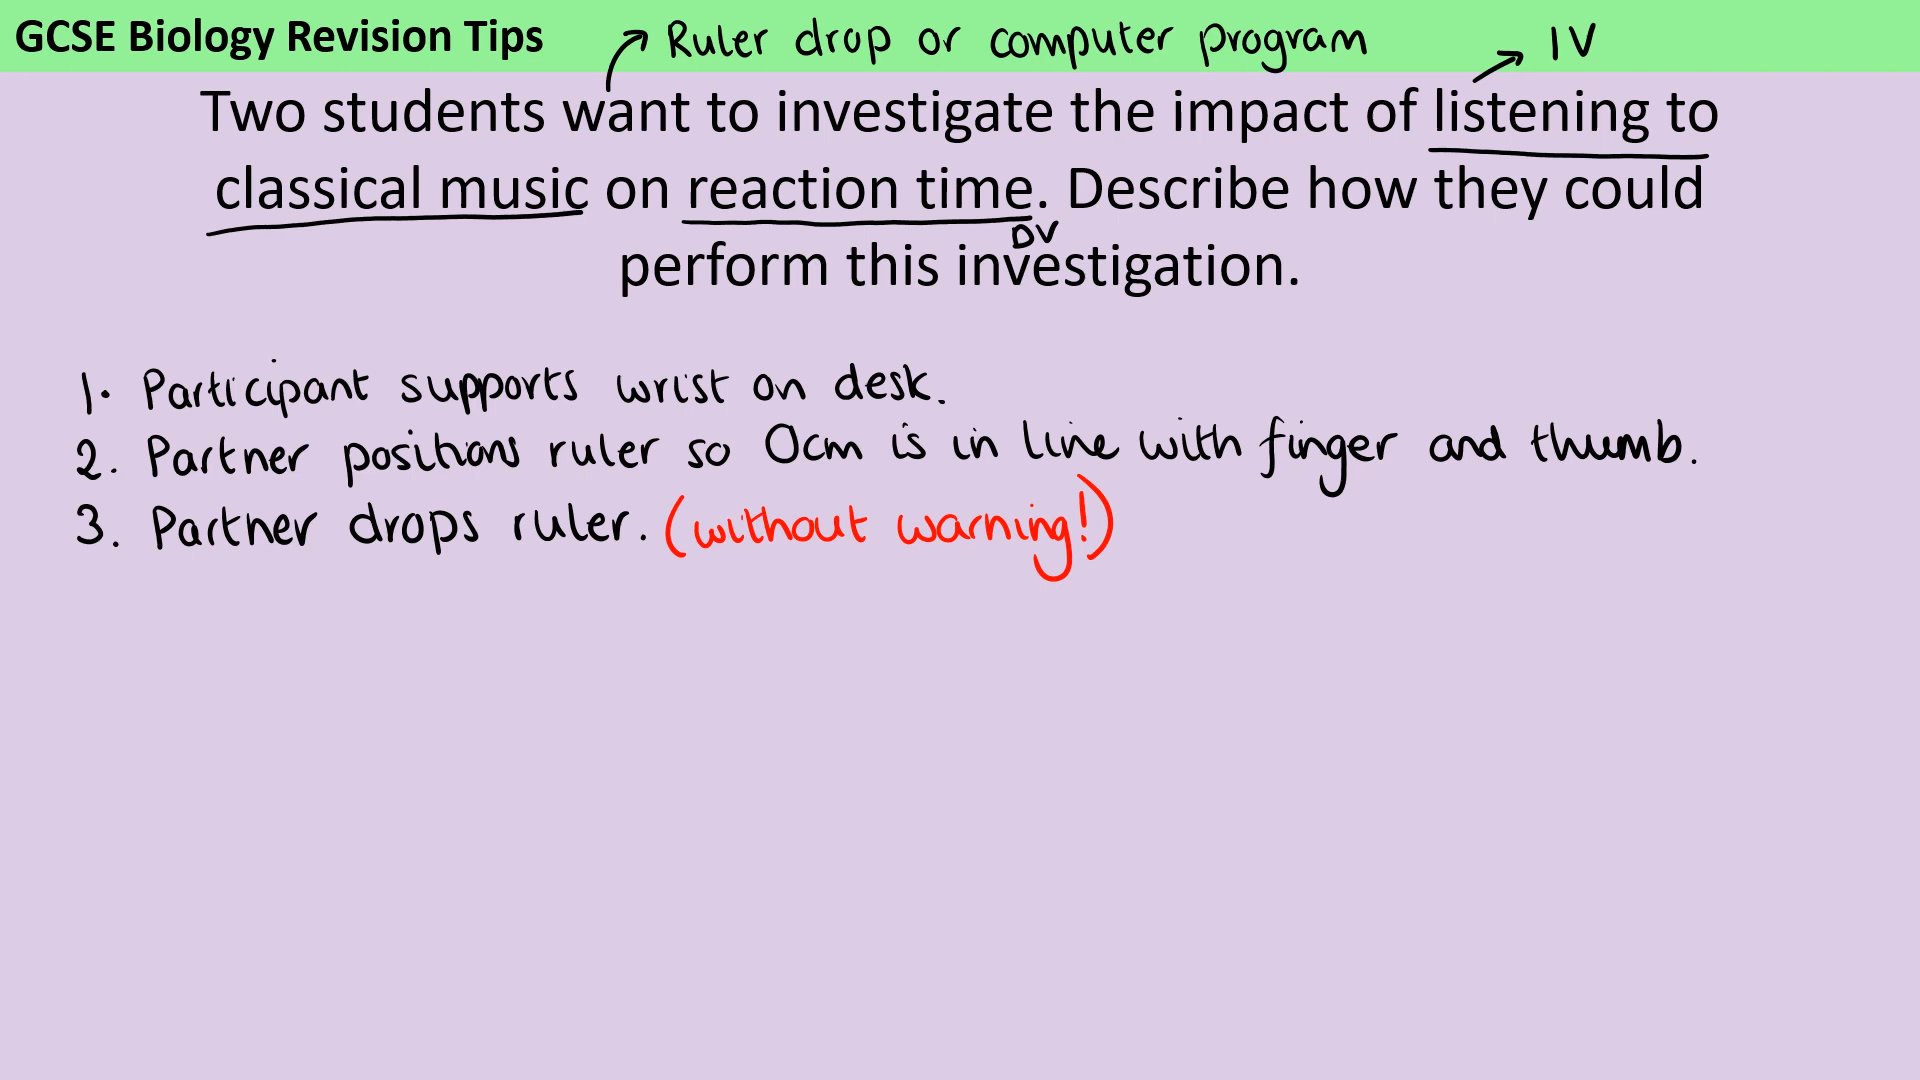 GCSE Biology Revision Tips
Ruler drop or computer program
IV
Two students want to investigate the impact of listening to
classical music on reaction time. Describe how they could
DV
perform this investigation.
1. Participant supports wrist on desk.
2. Partner positions ruler so 0cm is in line with finger and thumb.
3. Partner drops ruler. (without warning!)